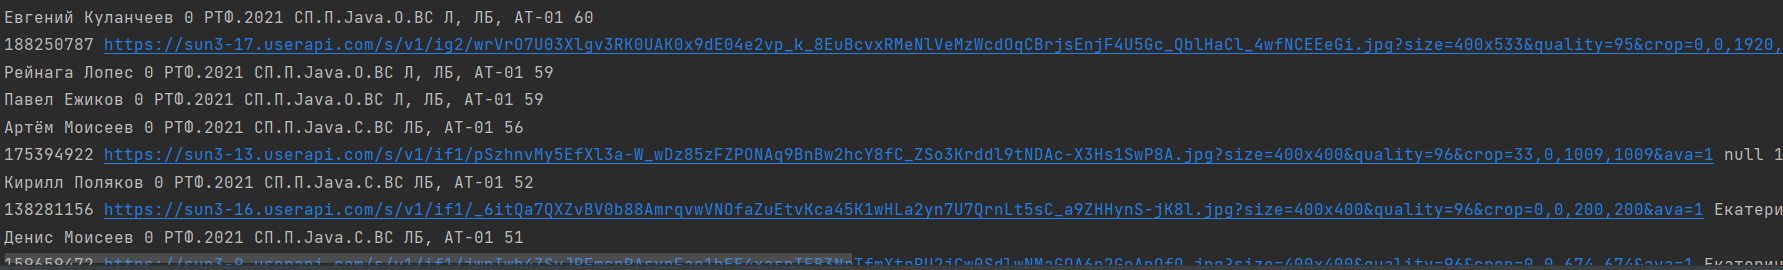 Евгений Куланчеев 0 РТФ.2021 СП.П.Java.О.ВС Л, ЛБ, АТ-01 60
188250787 https://sun3-17.userapi.com/s/v1/ig2/wrVrO7U03Xlgv3RK0UAK0x9dE04e2vp_k_8EuBcvxRMeNlVeMzWcdOqCBrjsEnjF4U5Gc_QblHaCl_4wfNCEEeGi.jpg?size=400x533&quality=95&crop=0,0,1920,
Рейнага Лопес 0 РТФ.2021 СП.П.Java.О.ВС Л, ЛБ, АТ-01 59
Павел Ежиков 0 РТФ.2021 СП.П.Java.О.ВС Л, ЛБ, АТ-01 59
Артём Моисеев 0 РТФ.2021 СП.П.Java.С.ВС ЛБ, АТ-01 56
175394922 https://sun3-13.userapi.com/s/v1/if1/pSzhnvMy5EfXl3a-W_wDz85zFZPONAq9BnBw2hcY8fC_ZSo3Krddl9tNDAc-X3Hs1SwP8A.jpg?size=400x400&quality=96&crop=33,0,1009,1009&ava=1 null 1
Кирилл Поляков 0 РТФ.2021 СП.П.Java.С.ВС ЛБ, АТ-01 52
138281156 https://sun3-16.userapi.com/s/v1/if1/_6itQa7QXZvBV0b88AmrqvwVNOfaZuEtvKca45K1wHLa2yn7U7QrnLt5sC_a9ZHHynS-jK8l.jpg?size=400x400&quality=96&crop=0,0,200,200&ava=1 Екатери
Денис Моисеев 0 РТФ.2021 СП.П.Java.С.ВС ЛБ, АТ-01 51